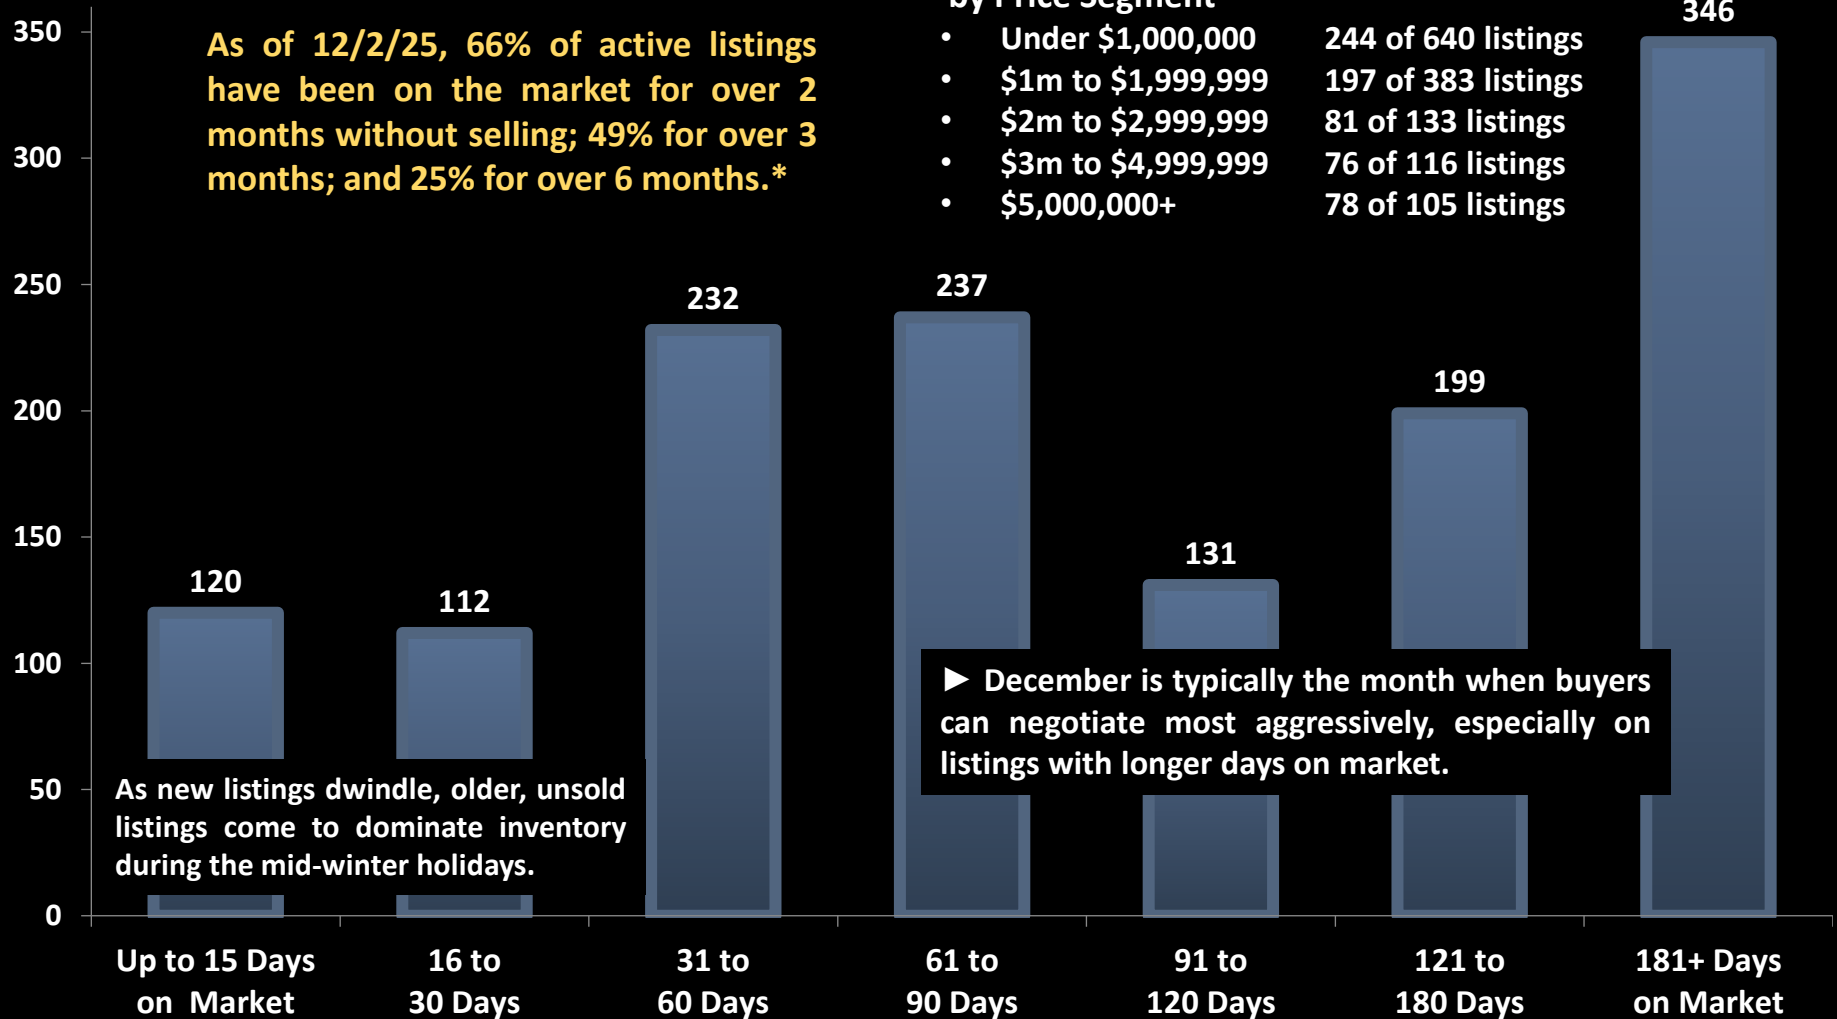 by Price Segment
• Under $1,000,000 244 of 640 listings
• $1m to $1,999,999 197 of 383 listings
• $2m to $2,999,999 81 of 133 listings
• $3m to $4,999,999 76 of 116 listings
• $5,000,000+ 78 of 105 listings
As of 12/2/25, 66% of active listings
have been on the market for over 2
months without selling; 49% for over 3
months; and 25% for over 6 months.*
350
300
250
200
150
100
50
0
120
112
232
237
131
199
346
► December is typically the month when buyers
can negotiate most aggressively, especially on
listings with longer days on market.
As new listings dwindle, older, unsold
listings come to dominate inventory
during the mid-winter holidays.
Up to 15 Days
on Market
16 to
30 Days
31 to
60 Days
61 to
90 Days
91 to
120 Days
121 to
180 Days
181+ Days
on Market